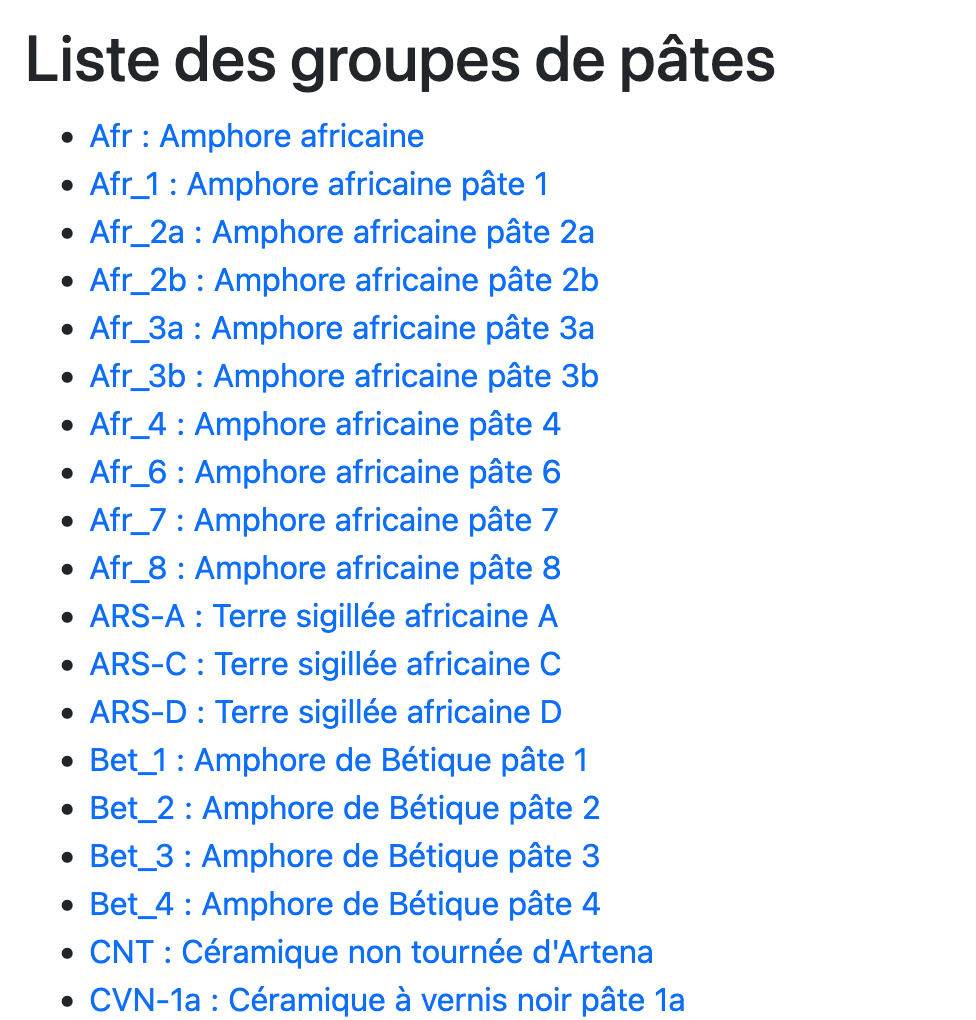 Liste des groupes de pâtes
Afr : Amphore africaine
Afr_1 : Amphore africaine pâte 1
Afr_2a : Amphore africaine pâte 2a
Afr_2b : Amphore africaine pâte 2b
Afr_3a : Amphore africaine pâte 3a
Afr_3b : Amphore africaine pâte 3b
Afr_4 : Amphore africaine pâte 4
Afr_6 : Amphore africaine pâte 6
Afr_7 : Amphore africaine pâte 7
Afr_8 : Amphore africaine pâte 8
ARS-A : Terre sigillée africaine A
ARS-C : Terre sigillée africaine C
ARS-D : Terre sigillée africaine D
Bet_1 : Amphore de Bétique pâte 1
Bet_2 : Amphore de Bétique pâte 2
Bet_3 : Amphore de Bétique pâte 3
Bet_4 : Amphore de Bétique pâte 4
CNT : Céramique non tournée d'Artena
CVN-1a : Céramique à vernis noir pâte 1a